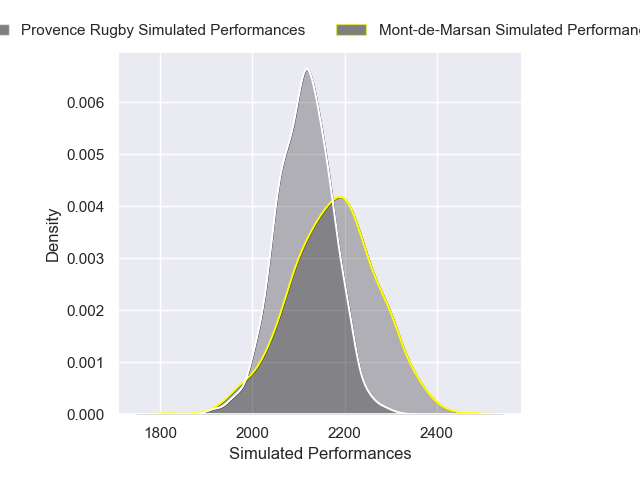 Provence Rugby Simulated Performances
Mont-de-Marsan Simulated
0.006
0.005
0.004
0.003
0.002
0.001
0.000
Density
1800 2000 2200 2400
Simulated Performances